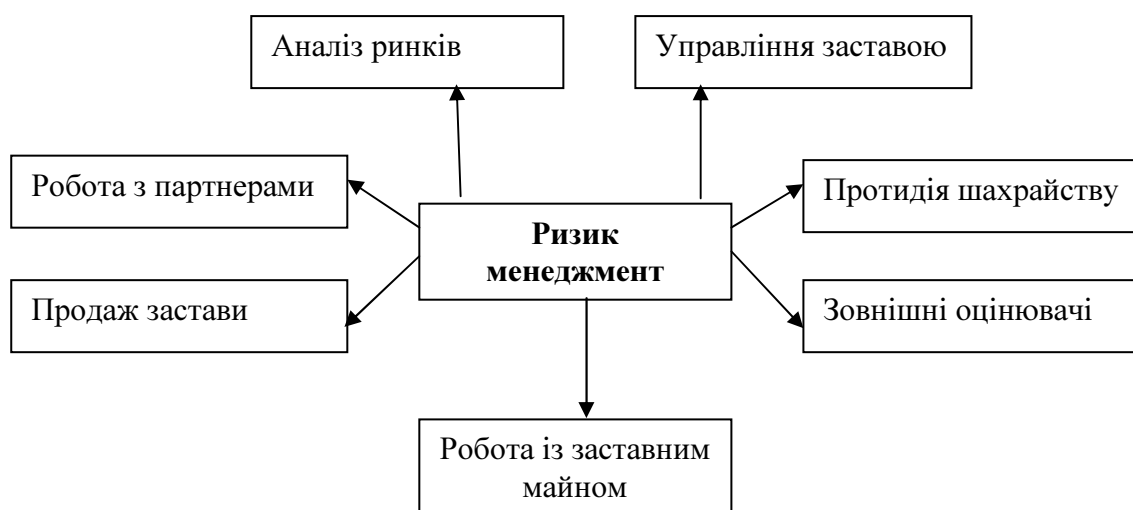 Аналіз ринків
Управління заставою
Робота з партнерами
Протидія шахрайству
Ризик
менеджмент
Продаж застави
Зовнішні оцінювачі
Робота із заставним
майном